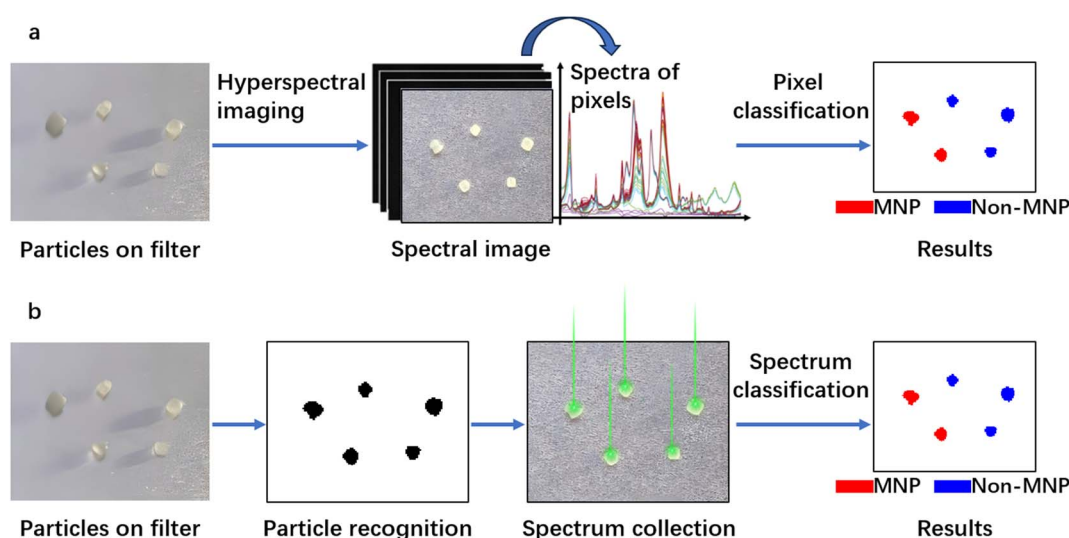 a
Hyperspectral
imaging
Spectra of
pixels
Pixel
classification
MNP Non-MNP
Particles on filter
Spectral image
Results
b
Spectrum
classification
MNP Non-MNP
Particles on filter
Particle recognition
Spectrum collection
Results